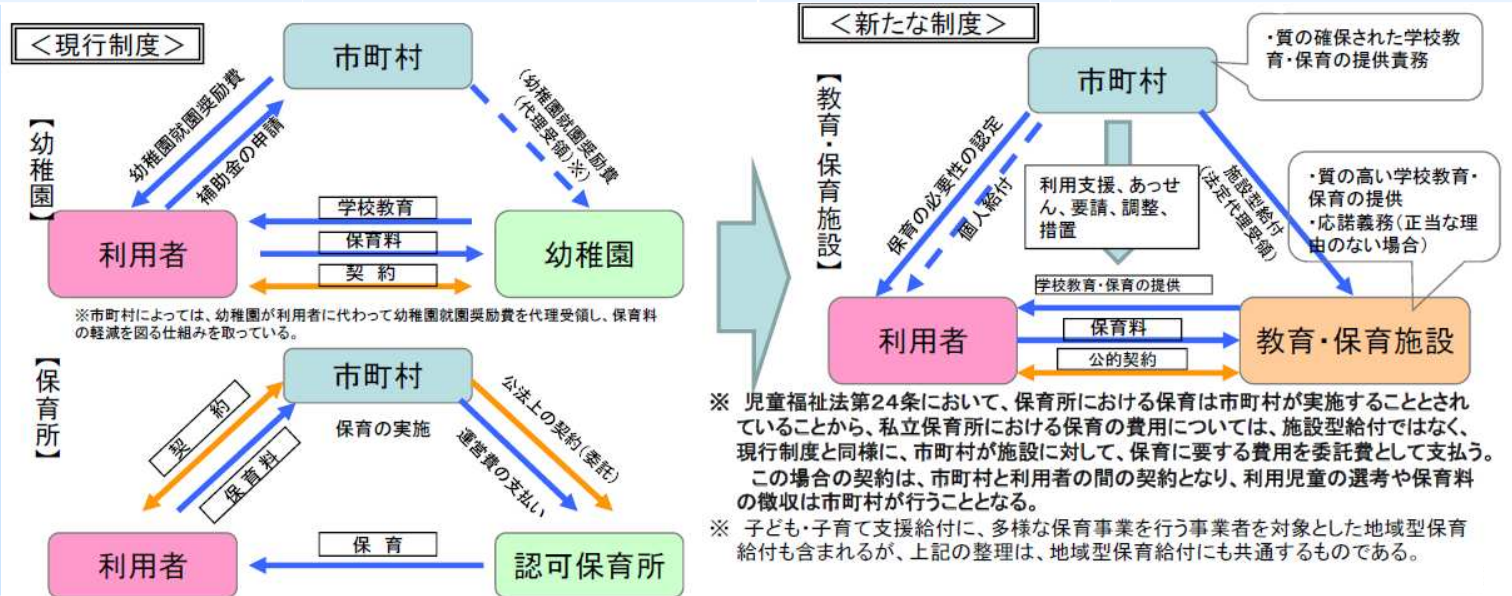 ＜現行制度＞
【幼稚園】
市町村
幼稚園就園奨励費
補助金の申請
(幼稚園就園奨励費
(代理受領)※)
利用者
学校教育
保育料
契 約
幼稚園
※市町村によっては、幼稚園が利用者に代わって幼稚園就園奨励費を代理受領し、保育料
の軽減を図る仕組みを取っている。
【保育所】
市町村
契 約
保 育 料
保育の実施
公法上の契約(委託)
運営費の支払い
利用者
保 育
認可保育所
＜新たな制度＞
【教育・保育施設】
市町村
・質の確保された学校教
育・保育の提供責務
保育の必要性の認定
個人給付
利用支援、あっせ
ん、要請、調整、
措置
施設型給付
(法定代理受領)
・質の高い学校教育・
保育の提供
・応諾義務(正当な理
由のない場合)
学校教育・保育の提供
利用者
保育料
公的契約
教育・保育施設
※ 児童福祉法第24条において、保育所における保育は市町村が実施することとされ
ていることから、私立保育所における保育の費用については、施設型給付ではなく、
現行制度と同様に、市町村が施設に対して、保育に要する費用を委託費として支払う。
この場合の契約は、市町村と利用者の間の契約となり、利用児童の選考や保育料
の徴収は市町村が行うこととなる。
※ 子ども・子育て支援給付に、多様な保育事業を行う事業者を対象とした地域型保育
給付も含まれるが、上記の整理は、地域型保育給付にも共通するものである。